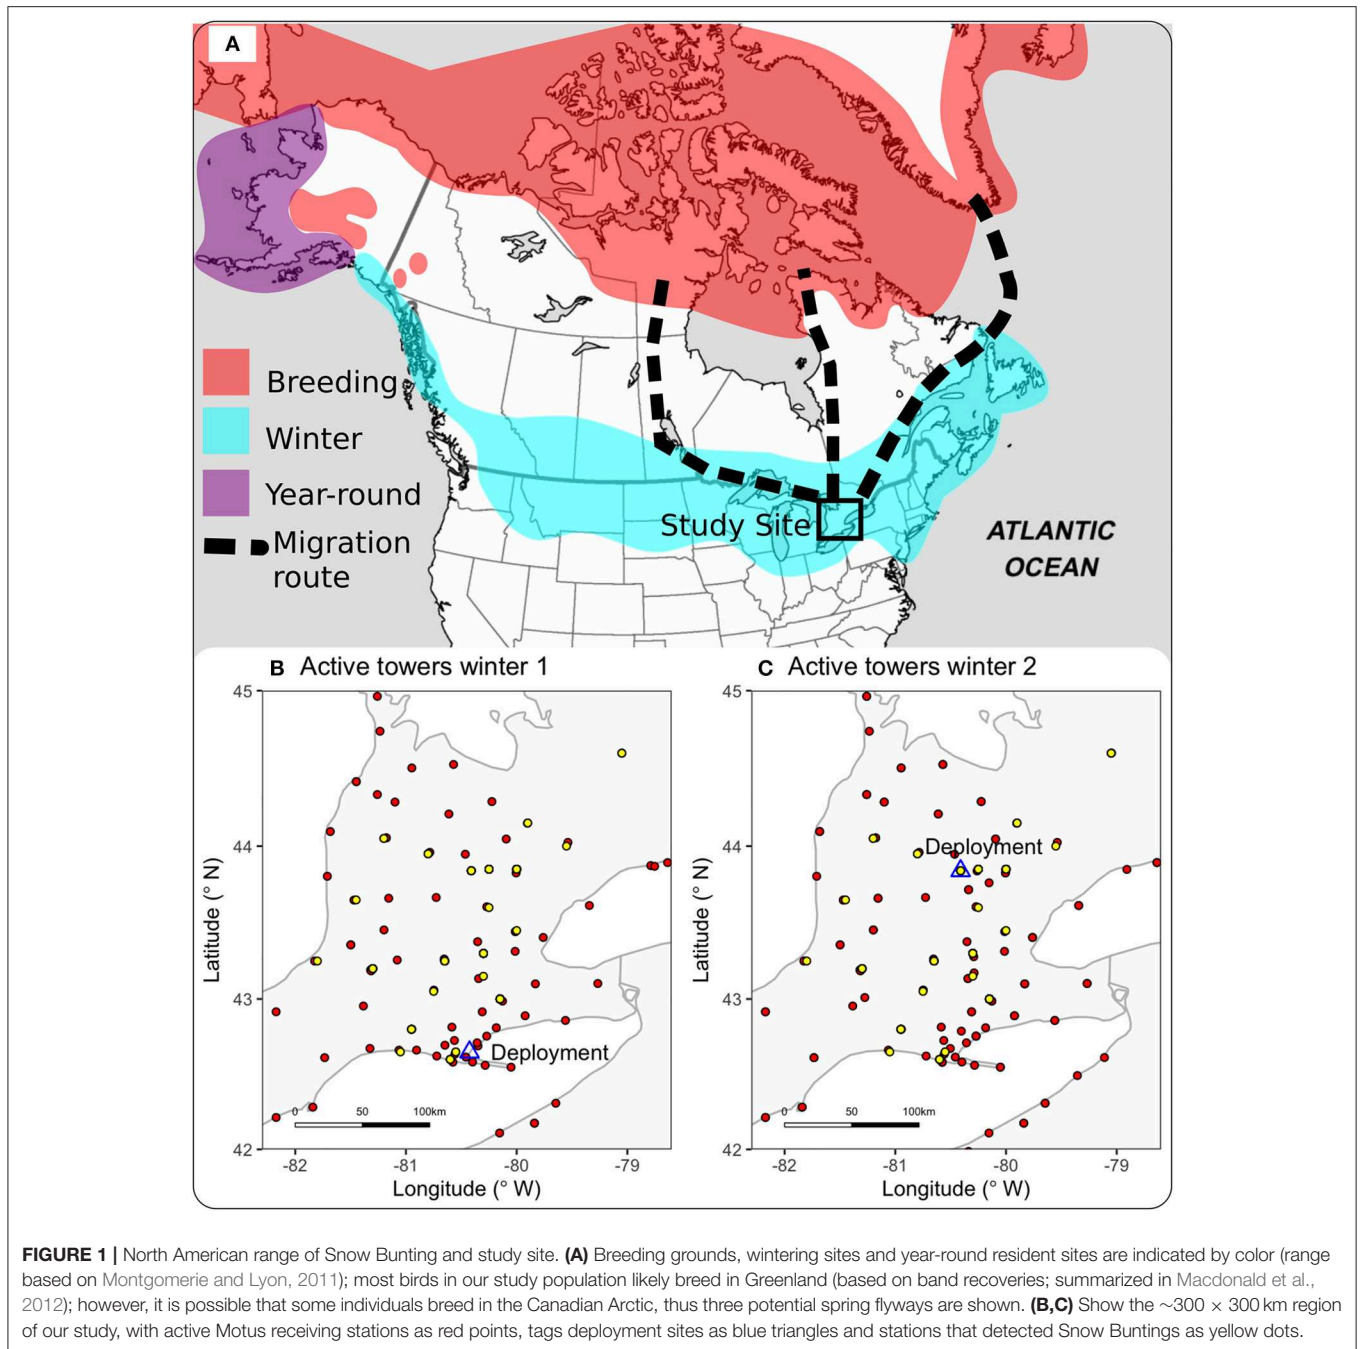 A
Breeding
Winter
Year-round
Migration
route
Study Site
ATLANTIC
OCEAN
B Active towers winter 1
45
44
43
42
Latitude (° N)
Deployment
0 50 100km
-82 -81 -80 -79
Longitude (° W)
C Active towers winter 2
45
44
43
42
Latitude (° N)
Deployment
0 50 100km
-82 -81 -80 -79
Longitude (° W)
FIGURE 1 | North American range of Snow Bunting and study site. (A) Breeding grounds, wintering sites and year-round resident sites are indicated by color (range
based on Montgomerie and Lyon, 2011); most birds in our study population likely breed in Greenland (based on band recoveries; summarized in Macdonald et al.,
2012); however, it is possible that some individuals breed in the Canadian Arctic, thus three potential spring flyways are shown. (B,C) Show the ~300 × 300 km region
of our study, with active Motus receiving stations as red points, tags deployment sites as blue triangles and stations that detected Snow Buntings as yellow dots.